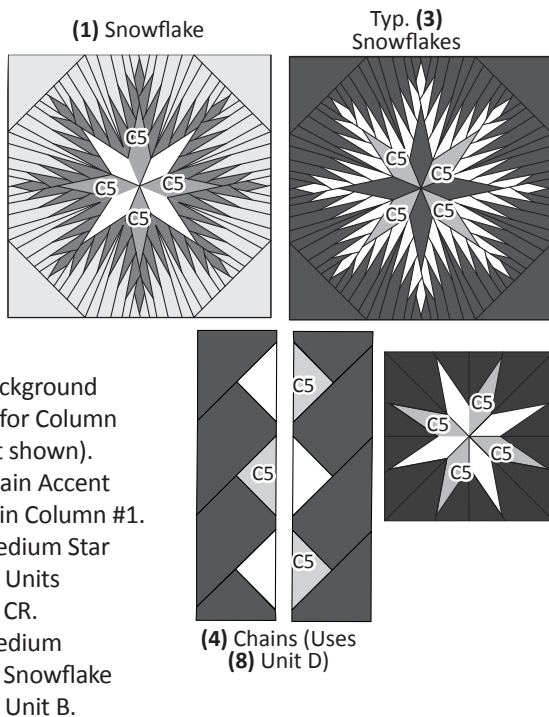 (1) Snowflake
Typ. (3)
Snowflakes
C5
C5
C5
C5
C5
C5
C5
C5
ackground
for Column
t shown).
ain Accent
in Column #1.
edium Star
Units
CR.
edium
Snowflake
Unit B.
C5
C5
C5
(4) Chains (Uses
(8) Unit D)
C5
C5
C5
C5